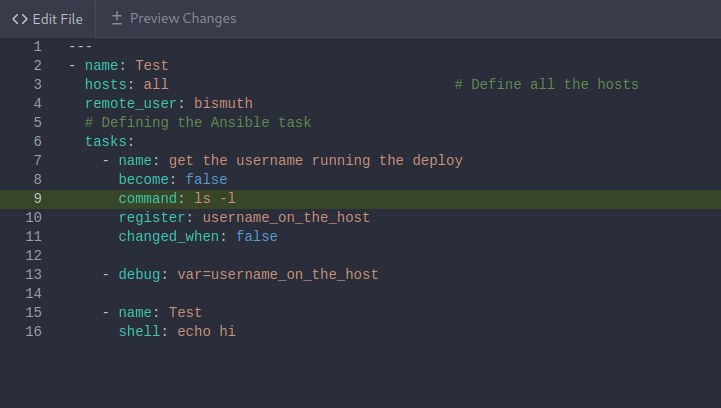 <> Edit File
± Preview Changes
1 ---
2 - name: Test
3 hosts: all # Define all the hosts
4 remote_user: bismuth
5 # Defining the Ansible task
6 tasks:
7 - name: get the username running the deploy
8 become: false
9 command: ls -l
10 register: username_on_the_host
11 changed_when: false
12
13 - debug: var=username_on_the_host
14
15 - name: Test
16 shell: echo hi